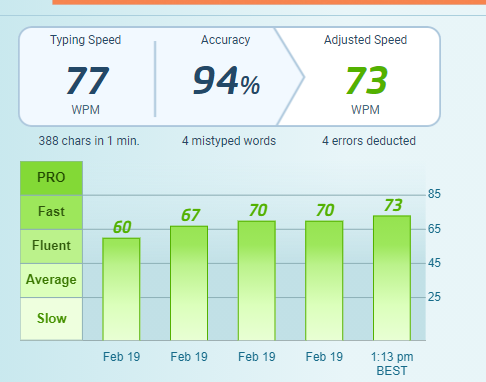 Typing Speed
Accuracy
Adjusted Speed
77
94%
73
WPM
WPM
388 chars in 1 min.
4 mistyped words
4 errors deducted
PRO
85
Fast
60
67
70
70
73
65
Fluent
45
Average
25
Slow
Feb 19
Feb 19
Feb 19
Feb 19
1:13 pm
BEST